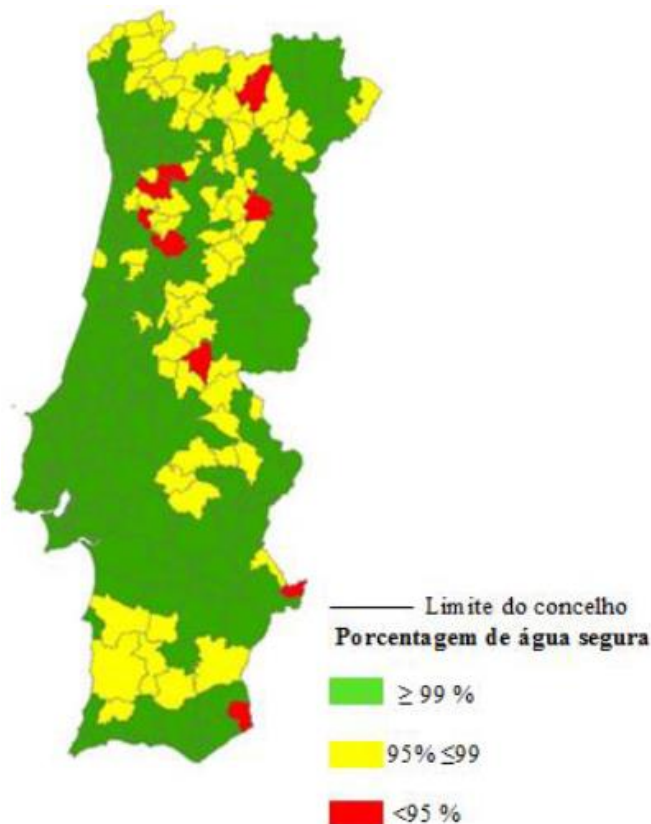 Limite do concelho
Porcentagem de água segura
≥ 99 %
95% ≤99
<95 %